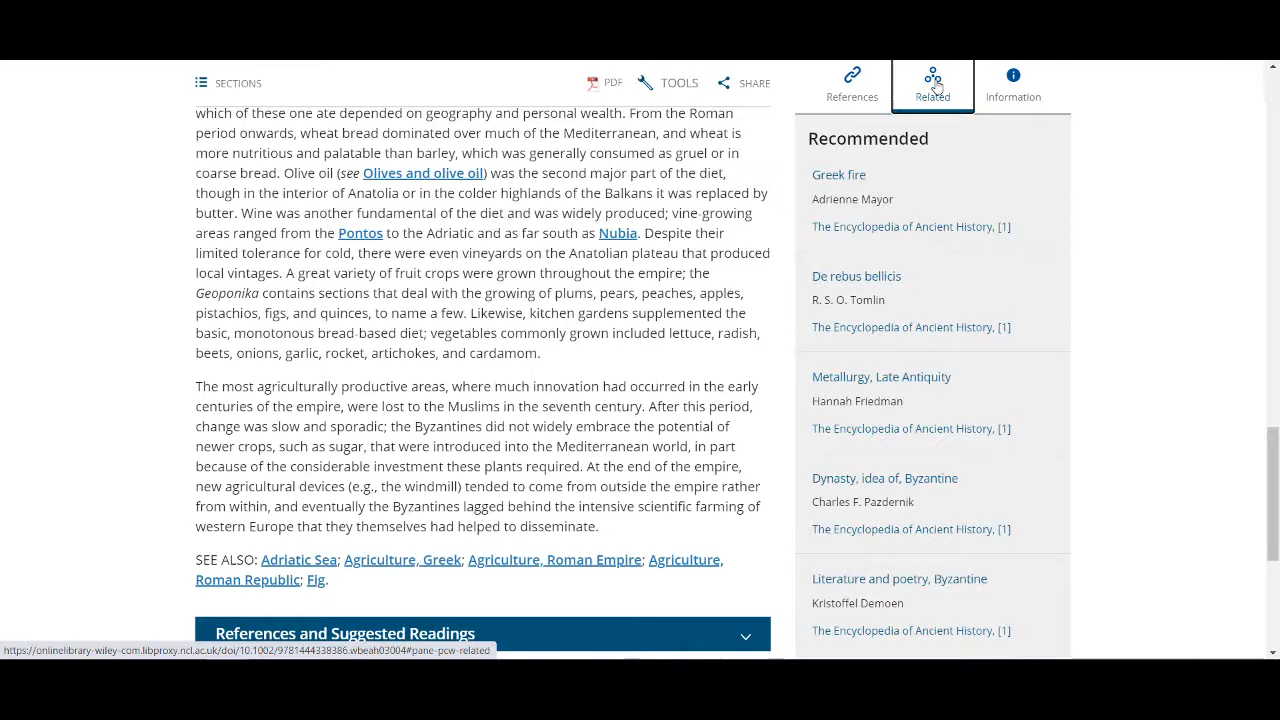 SECTIONS
PDF
TOOLS
SHARE
which of these one ate depended on geography and personal wealth. From the Roman
period onwards, wheat bread dominated over much of the Mediterranean, and wheat is
more nutritious and palatable than barley, which was generally consumed as gruel or in
coarse bread. Olive oil (see Olives and olive oil) was the second major part of the diet,
though in the interior of Anatolia or in the colder highlands of the Balkans it was replaced by
butter. Wine was another fundamental of the diet and was widely produced; vine-growing
areas ranged from the Pontos to the Adriatic and as far south as Nubia. Despite their
limited tolerance for cold, there were even vineyards on the Anatolian plateau that produced
local vintages. A great variety of fruit crops were grown throughout the empire; the
Geoponika contains sections that deal with the growing of plums, pears, peaches, apples,
pistachios, figs, and quinces, to name a few. Likewise, kitchen gardens supplemented the
basic, monotonous bread-based diet; vegetables commonly grown included lettuce, radish,
beets, onions, garlic, rocket, artichokes, and cardamom.
The most agriculturally productive areas, where much innovation had occurred in the early
centuries of the empire, were lost to the Muslims in the seventh century. After this period,
change was slow and sporadic; the Byzantines did not widely embrace the potential of
newer crops, such as sugar, that were introduced into the Mediterranean world, in part
because of the considerable investment these plants required. At the end of the empire,
new agricultural devices (e.g., the windmill) tended to come from outside the empire rather
from within, and eventually the Byzantines lagged behind the intensive scientific farming of
western Europe that they themselves had helped to disseminate.
SEE ALSO: Adriatic Sea; Agriculture, Greek; Agriculture, Roman Empire; Agriculture,
Roman Republic; Fig.
References and Suggested Readings
https://onlinelibrary-wiley-com.libproxy.ncl.ac.uk/doi/10.1002/9781444338386.wbeah03004#pane-pcw-related
References
Related
Information
Recommended
Greek fire
Adrienne Mayor
The Encyclopedia of Ancient History, [1]
De rebus bellicis
R. S. O. Tomlin
The Encyclopedia of Ancient History, [1]
Metallurgy, Late Antiquity
Hannah Friedman
The Encyclopedia of Ancient History, [1]
Dynasty, idea of, Byzantine
Charles F. Pazdernik
The Encyclopedia of Ancient History, [1]
Literature and poetry, Byzantine
Kristoffel Demoen
The Encyclopedia of Ancient History, [1]